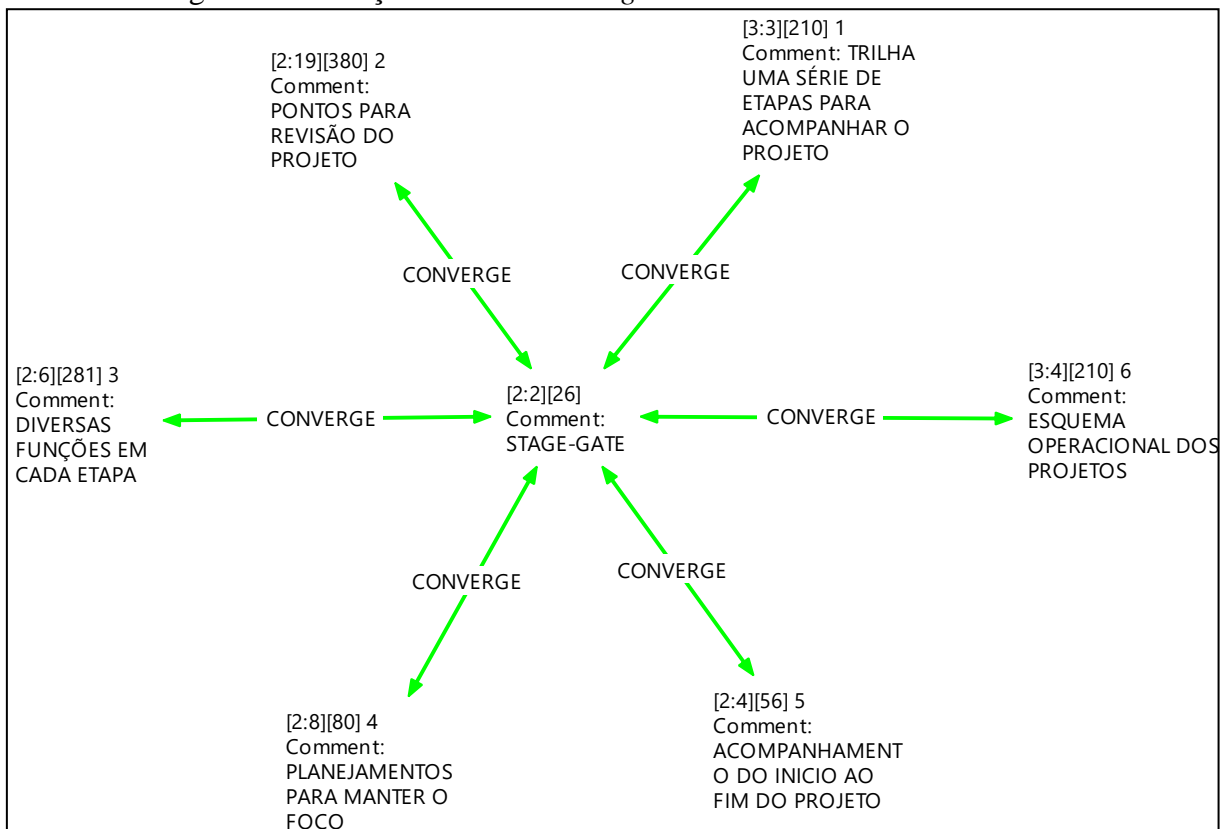 [3:3][210] 1
Comment: TRILHA
UMA SÉRIE DE
ETAPAS PARA
ACOMPANHAR O
PROJETO
[2:19][380] 2
Comment:
PONTOS PARA
REVISÃO DO
PROJETO
CONVERGE
CONVERGE
[2:6][281] 3
Comment:
DIVERSAS
FUNÇÕES EM
CADA ETAPA
CONVERGE
[2:2][26]
Comment:
STAGE-GATE
CONVERGE
[3:4][210] 6
Comment:
ESQUEMA
OPERACIONAL DOS
PROJETOS
CONVERGE
CONVERGE
[2:8][80] 4
Comment:
PLANEJAMENTOS
PARA MANTER O
FOCO
[2:4][56] 5
Comment:
ACOMPANHAMENT
O DO INICIO AO
FIM DO PROJETO